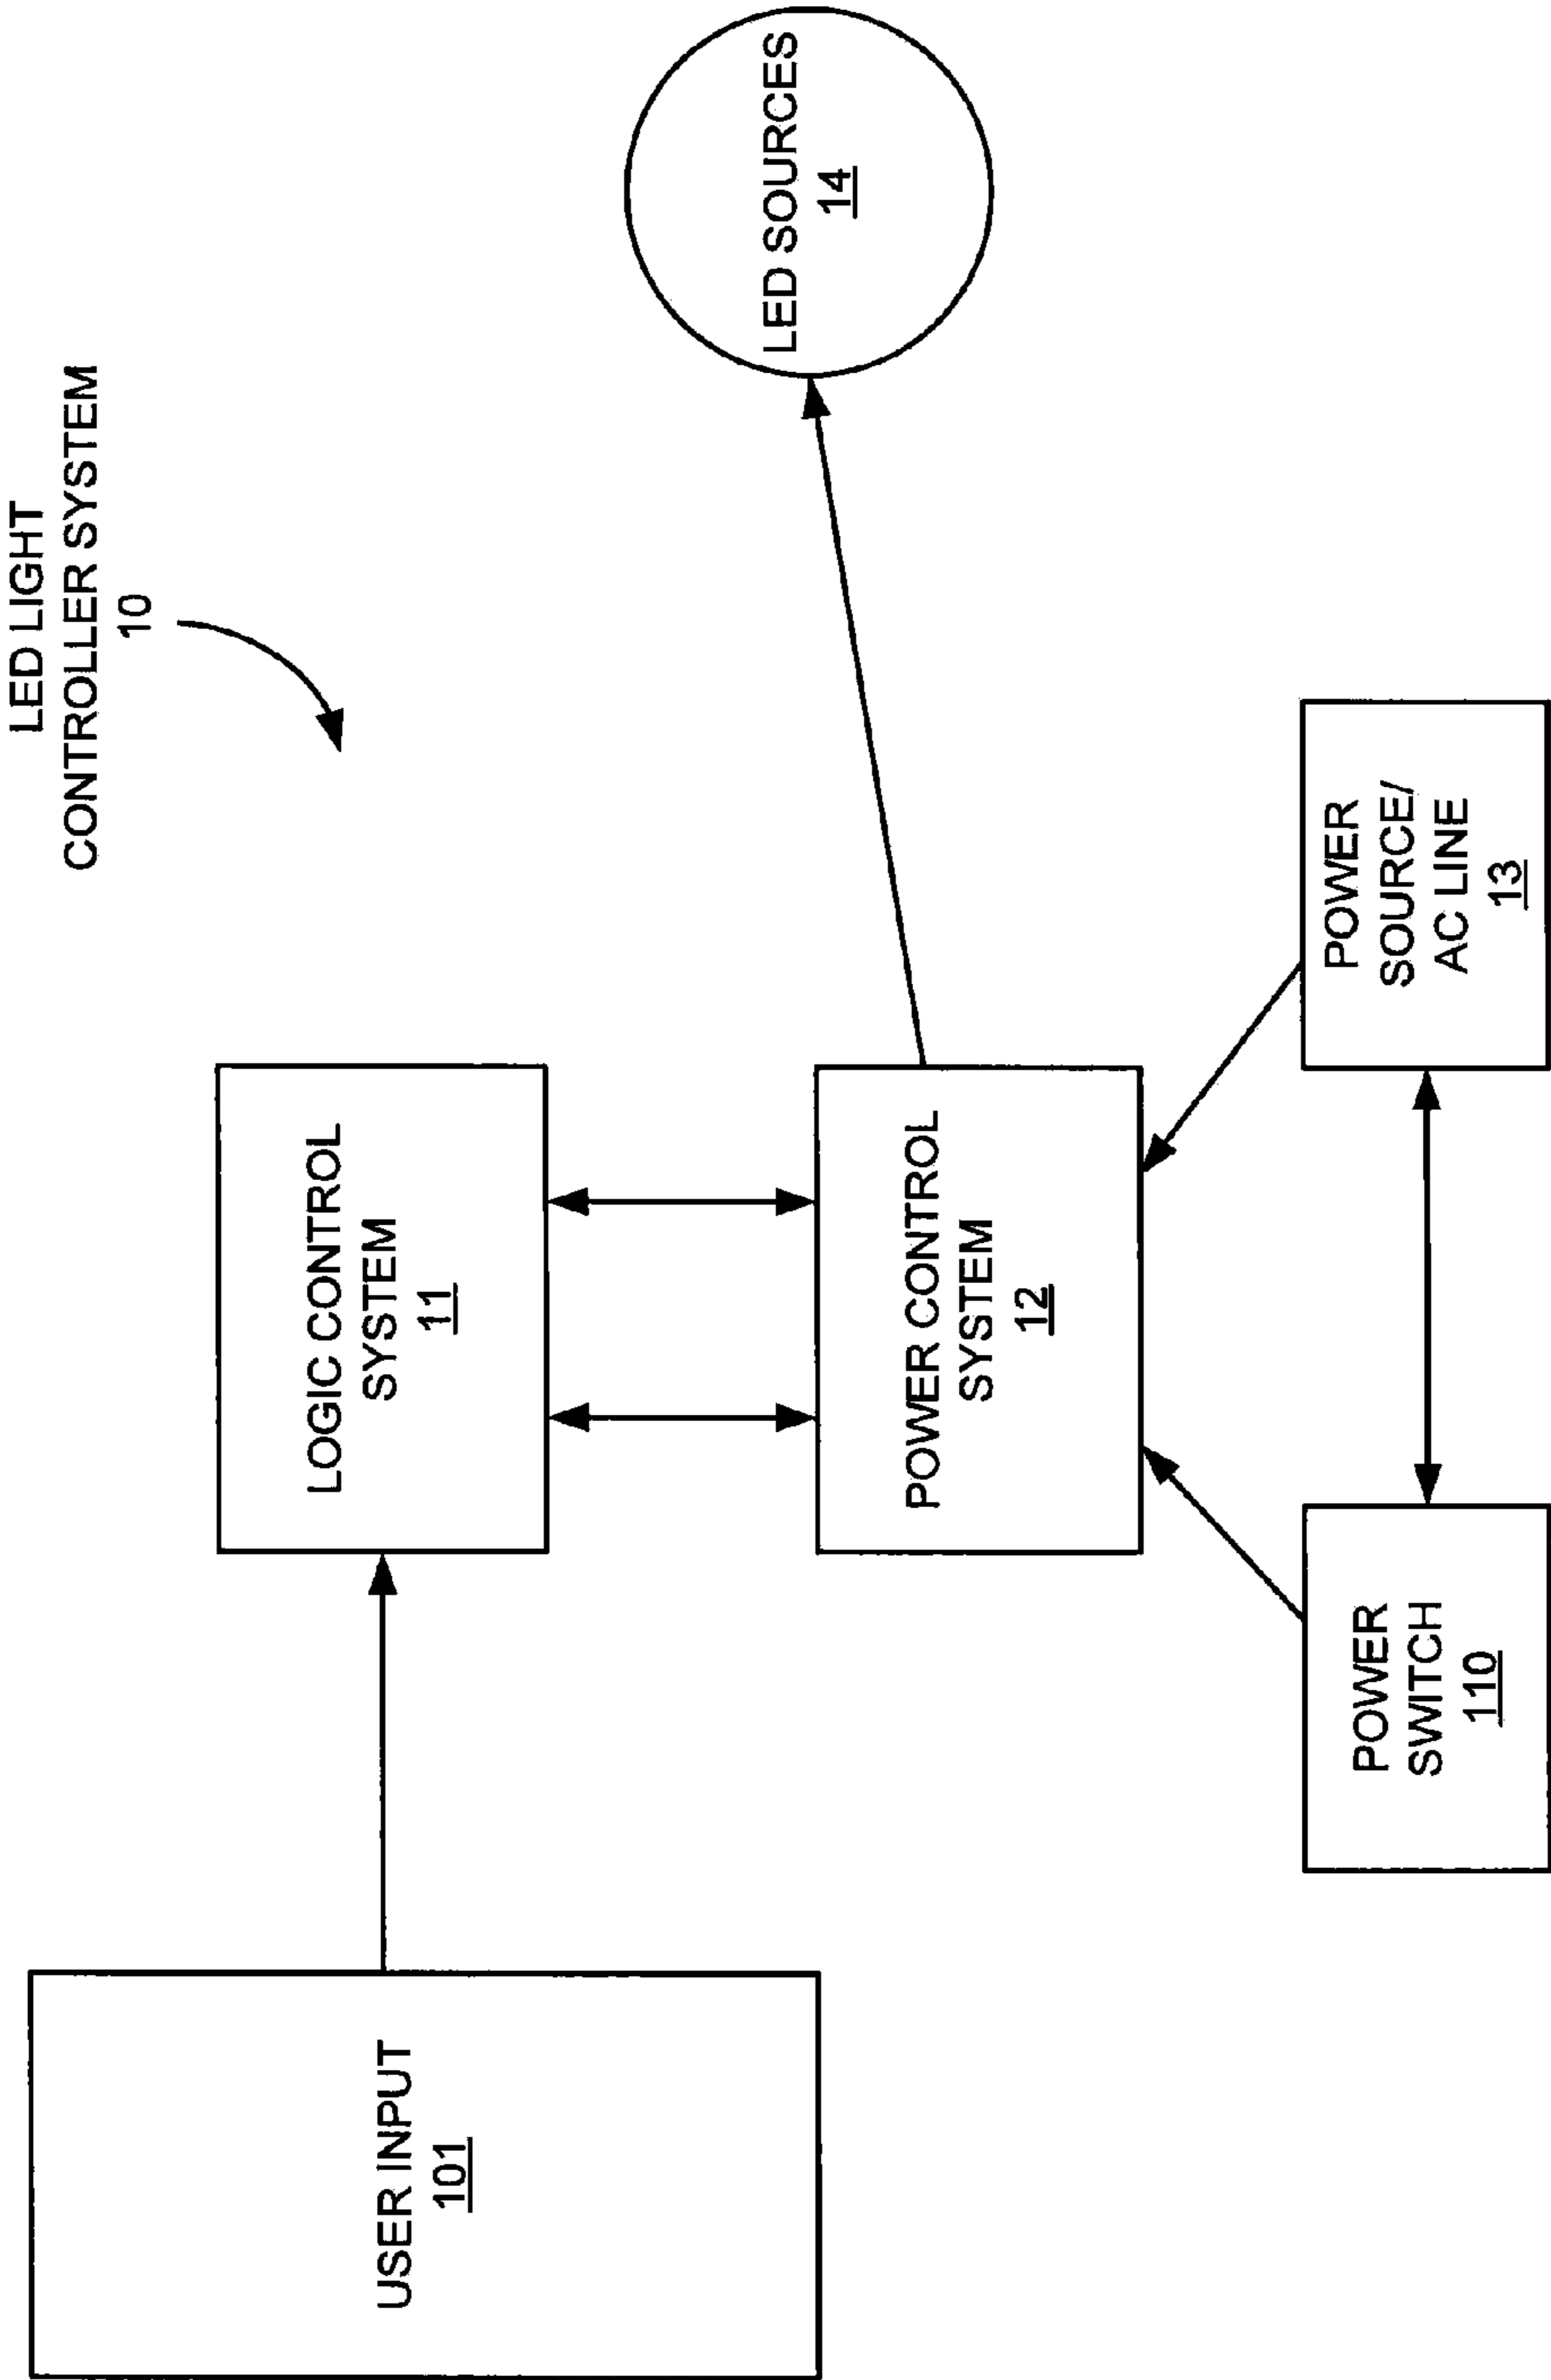 LED LIGHT
CONTROLLER SYSTEM
10
USER INPUT
101
LOGIC CONTROL
SYSTEM
11
POWER CONTROL
SYSTEM
12
LED SOURCES
14
POWER
SWITCH
110
POWER
SOURCE/
AC LINE
13